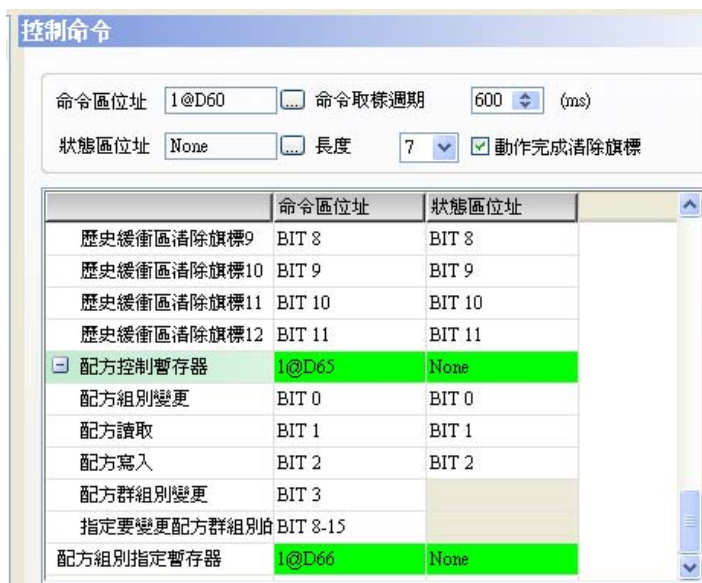 控制命令
命令區位址 1@D60 ... 命令取樣週期 600 (ms)
狀態區位址 None ... 長度 7 動作完成清除旗標
命令區位址 狀態區位址
歷史緩衝區清除旗標9 BIT 8 BIT 8
歷史緩衝區清除旗標10 BIT 9 BIT 9
歷史緩衝區清除旗標11 BIT 10 BIT 10
歷史緩衝區清除旗標12 BIT 11 BIT 11
配方控制暫存器 1@D65 None
配方組別變更 BIT 0 BIT 0
配方讀取 BIT 1 BIT 1
配方寫入 BIT 2 BIT 2
配方群組別變更 BIT 3
指定要變更配方群組別的 BIT 8-15
配方組別指定暫存器 1@D66 None